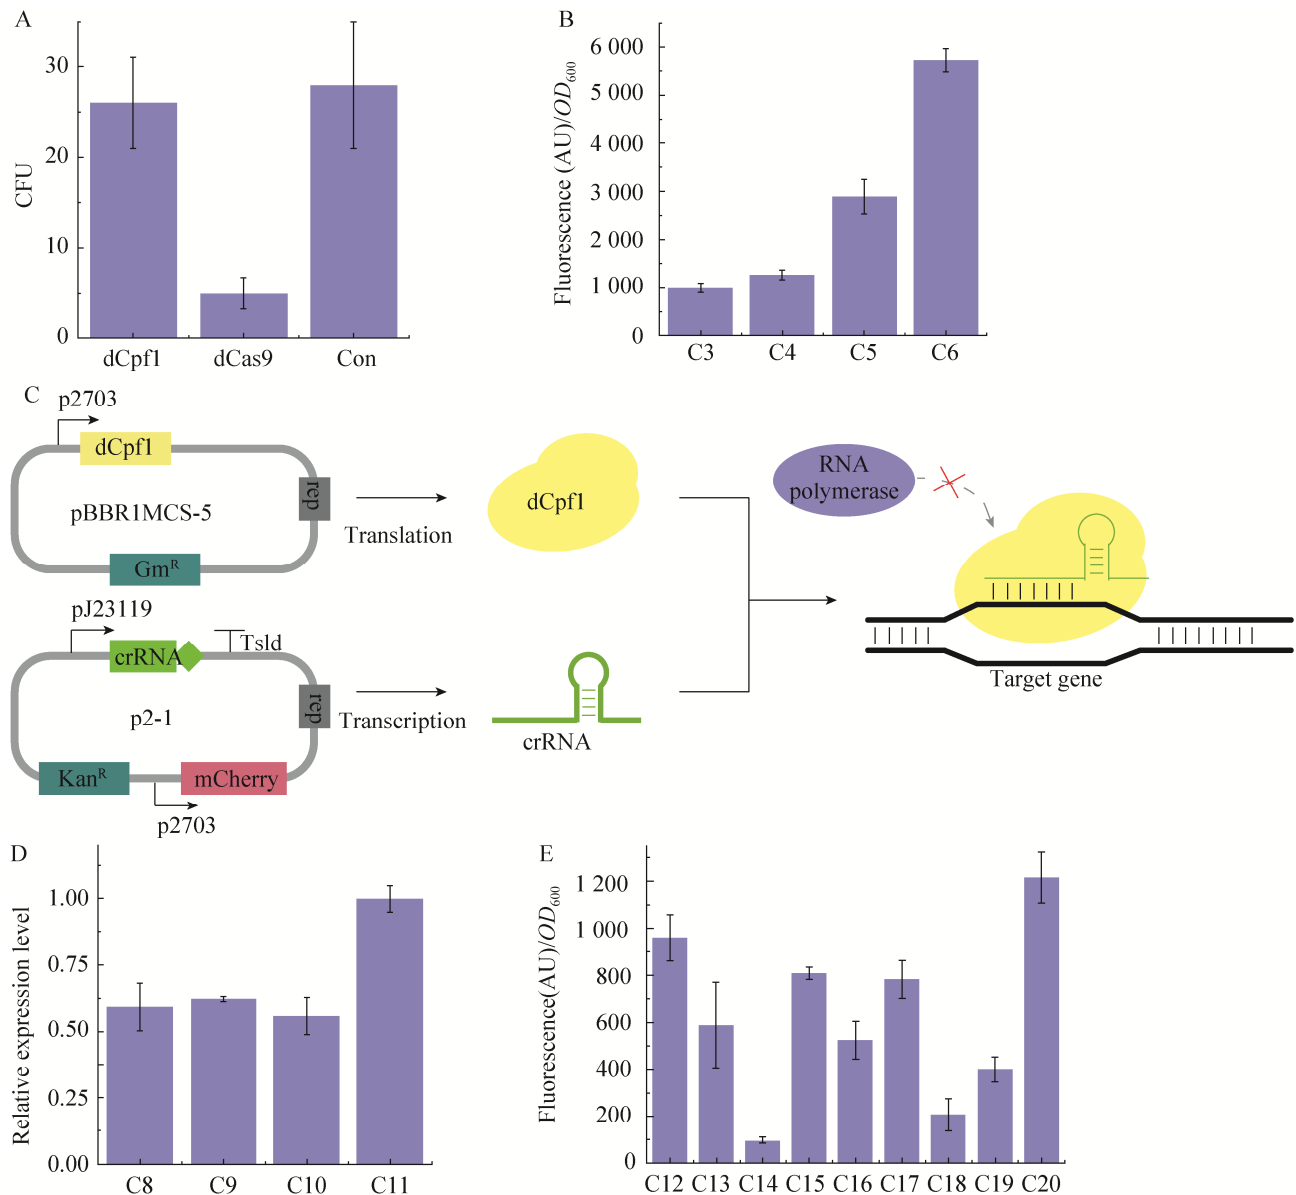 A
CFU
30
20
10
0
dCpf1
dCas9
Con
B
Fluorescence (AU)/OD600
6 000
5 000
4 000
3 000
2 000
1 000
0
C3
C4
C5
C6
C
p2703
dCpf1
rep
pBBR1MCS-5
GmR
Translation
dCpf1
RNA
polymerase
pJ23119
crRNA
Tsld
rep
p2-1
KanR
mCherry
p2703
Transcription
crRNA
Target gene
D
Relative expression level
1.00
0.75
0.50
0.25
0.00
C8
C9
C10
C11
E
Fluorescence(AU)/OD600
1 200
1 000
800
600
400
200
0
C12
C13
C14
C15
C16
C17
C18
C19
C20